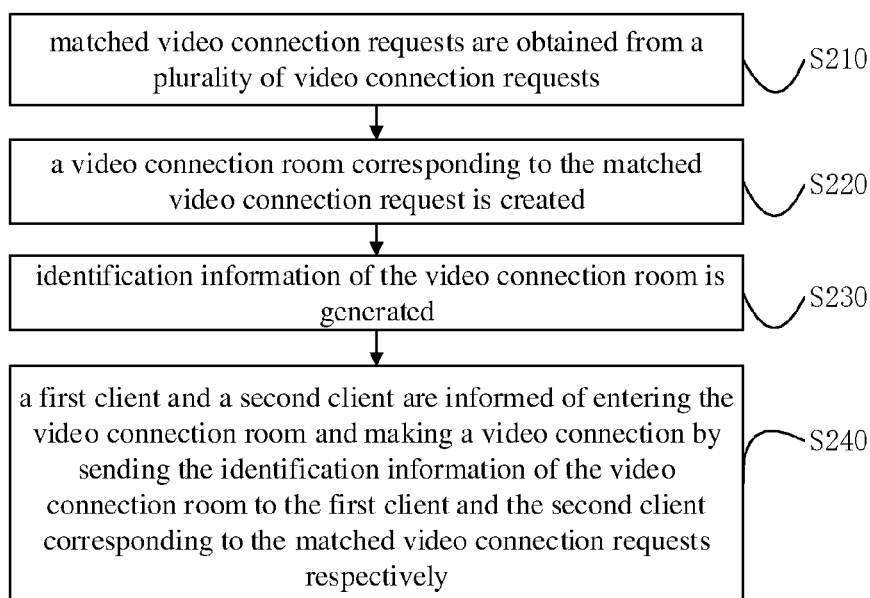 matched video connection requests are obtained from a
plurality of video connection requests
S210
a video connection room corresponding to the matched
video connection request is created
S220
identification information of the video connection room is
generated
S230
a first client and a second client are informed of entering the
video connection room and making a video connection by
sending the identification information of the video
connection room to the first client and the second client
corresponding to the matched video connection requests
respectively
S240